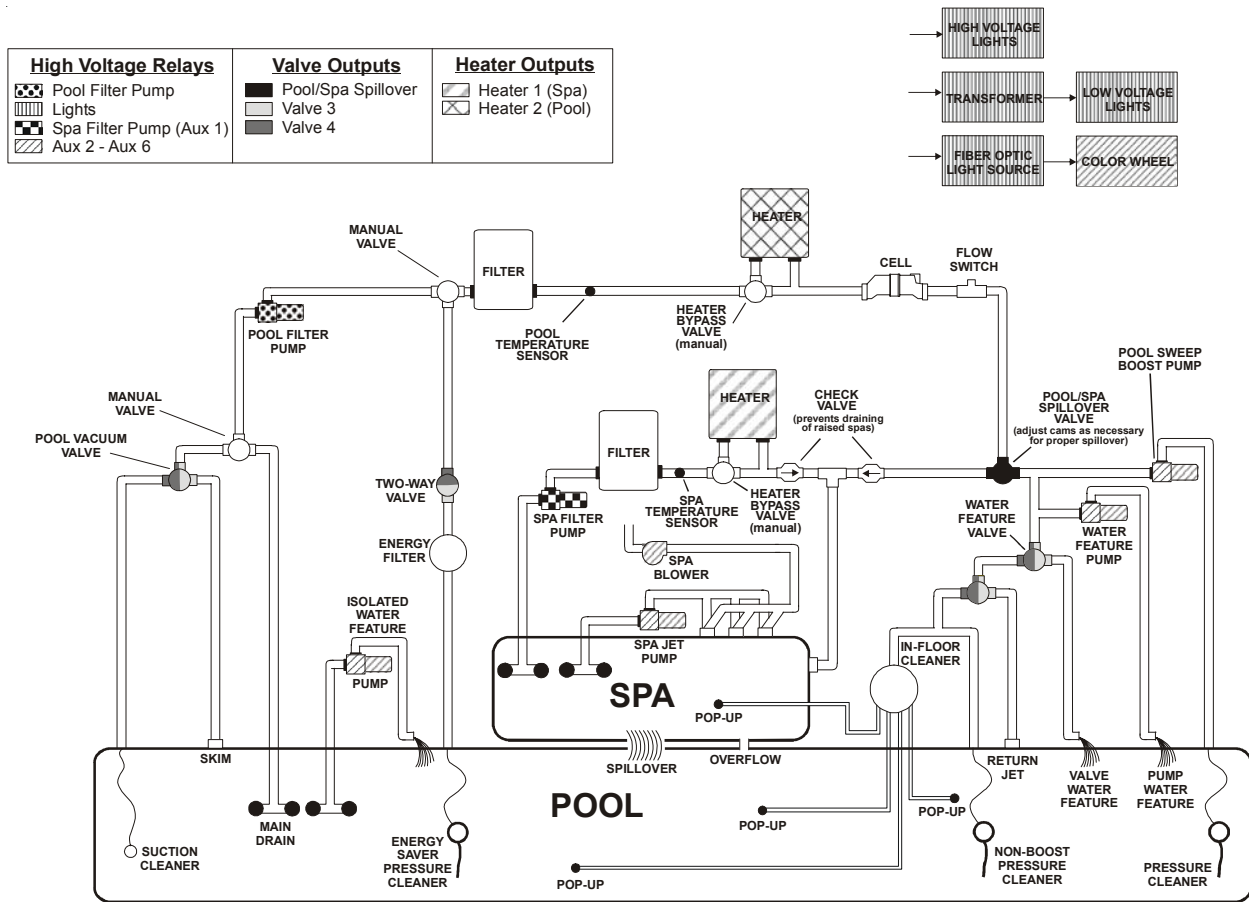 High Voltage Relays
Pool Filter Pump
Lights
Spa Filter Pump (Aux 1)
Aux 2 - Aux 6
Valve Outputs
Pool/Spa Spillover
Valve 3
Valve 4
Heater Outputs
Heater 1 (Spa)
Heater 2 (Pool)
HIGH VOLTAGE
LIGHTS
TRANSFORMER
LOW VOLTAGE
LIGHTS
FIBER OPTIC
LIGHT SOURCE
COLOR WHEEL
MANUAL
VALVE
FILTER
HEATER
CELL
FLOW
SWITCH
POOL FILTER
PUMP
POOL
TEMPERATURE
SENSOR
HEATER
BYPASS
VALVE
(manual)
POOL SWEEP
BOOST PUMP
MANUAL
VALVE
POOL VACUUM
VALVE
HEATER
CHECK
VALVE
(prevents draining
of raised spas)
POOL/SPA
SPILLOVER
VALVE
(adjust cams as necessary
for proper spillover)
FILTER
TWO-WAY
VALVE
SPA FILTER
PUMP
SPA
TEMPERATURE
SENSOR
HEATER
BYPASS
VALVE
(manual)
WATER
FEATURE
VALVE
WATER
FEATURE
PUMP
ENERGY
FILTER
SPA
BLOWER
ISOLATED
WATER
FEATURE
PUMP
SPA JET
PUMP
IN-FLOOR
CLEANER
SPA
POP-UP
SKIM
SPILLOVER
OVERFLOW
RETURN
JET
VALVE
WATER
FEATURE
PUMP
WATER
FEATURE
POOL
MAIN
DRAIN
POP-UP
POP-UP
SUCTION
CLEANER
ENERGY
SAVER
PRESSURE
CLEANER
POP-UP
NON-BOOST
PRESSURE
CLEANER
PRESSURE
CLEANER